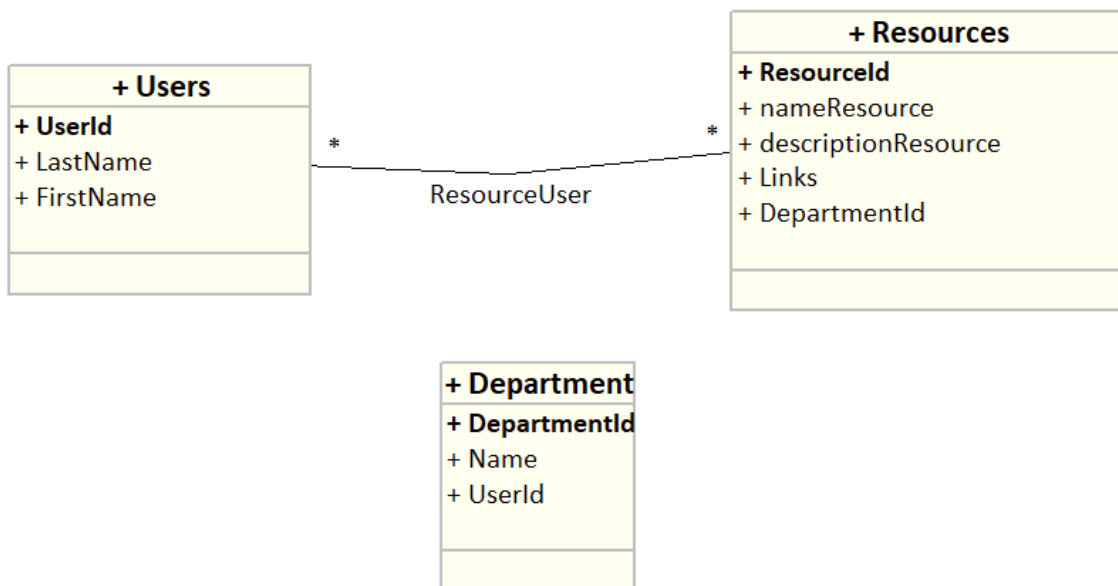 + Users
+ UserId
+ LastName
+ FirstName
*
*
ResourceUser
+ Resources
+ ResourceId
+ nameResource
+ descriptionResource
+ Links
+ DepartmentId
+ Department
+ DepartmentId
+ Name
+ UserId